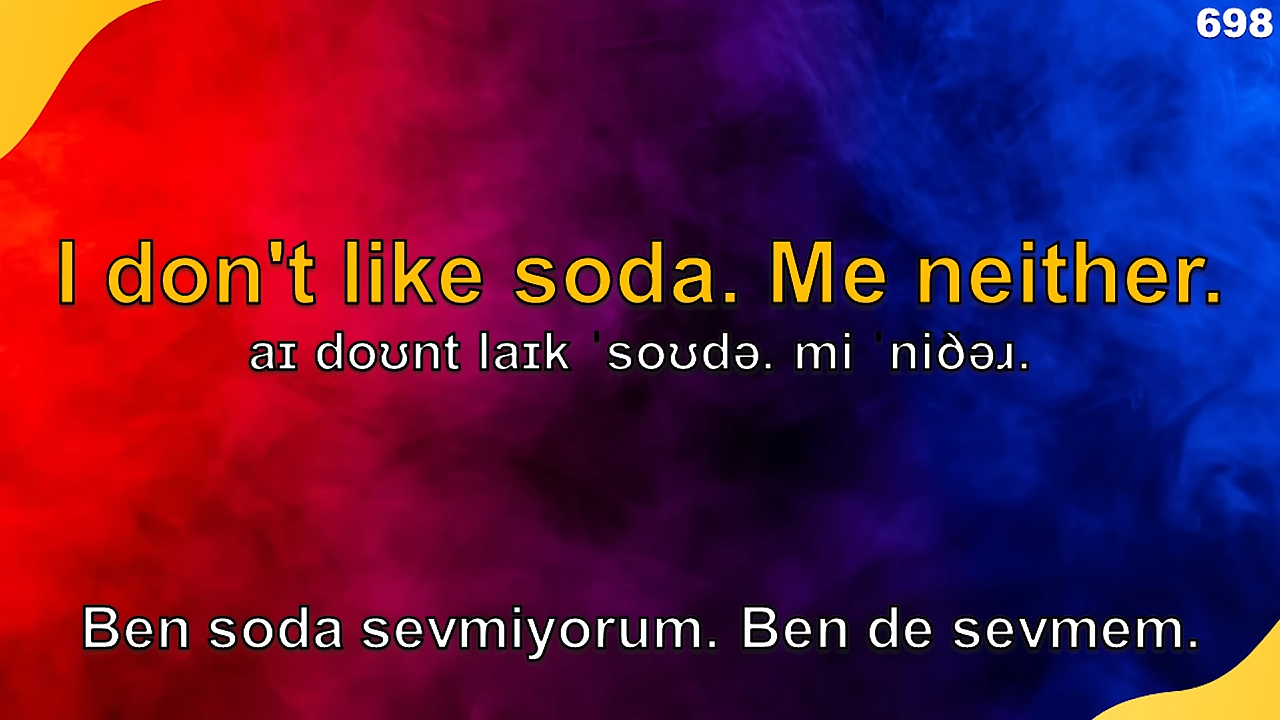 698
I don't like soda. Me neither.
aɪ doʊnt laɪk ˈsoʊdə. mi ˈniðəɹ.
Ben soda sevmiyorum. Ben de sevmem.